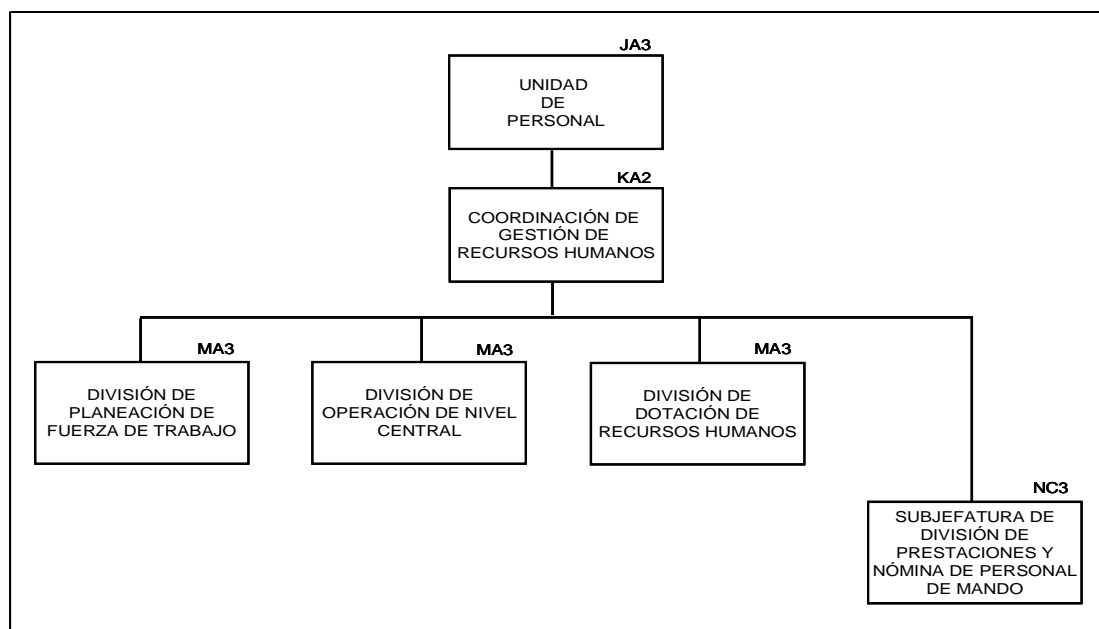 JA3
UNIDAD
DE
PERSONAL
KA2
COORDINACIÓN DE
GESTIÓN DE
RECURSOS HUMANOS
MA3
DIVISIÓN DE
PLANEACIÓN DE
FUERZA DE TRABAJO
MA3
DIVISIÓN DE
OPERACIÓN DE NIVEL
CENTRAL
MA3
DIVISIÓN DE
DOTACIÓN DE
RECURSOS HUMANOS
NC3
SUBJEFATURA DE
DIVISIÓN DE
PRESTACIONES Y
NÓMINA DE PERSONAL
DE MANDO